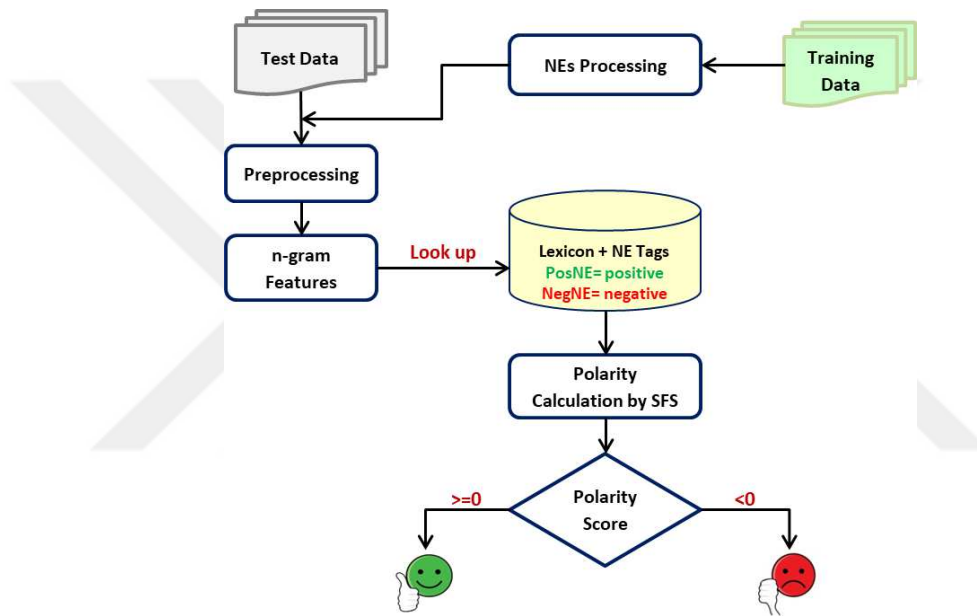 Test Data
NEs Processing
Training
Data
Preprocessing
n-gram
Features
Look up
Lexicon + NE Tags
PosNE= positive
NegNE= negative
Polarity
Calculation by SFS
>=0
Polarity
Score
<0